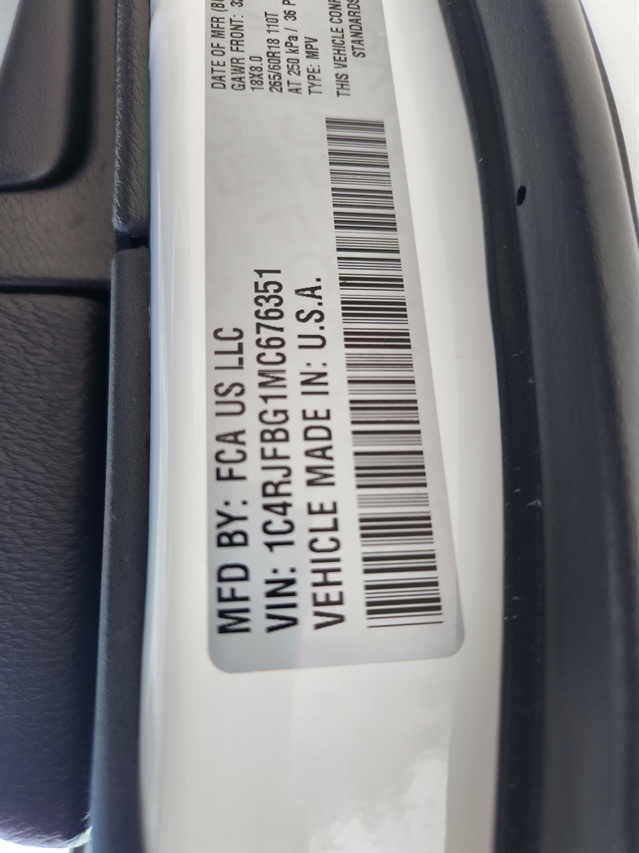 MFD BY: FCA US LLC
VIN: 1C4RJFBG1MC676351
VEHICLE MADE IN: U.S.A.
DATE OF MFR
GAWR FRONT:
18X8.0
265/60R18 110T
AT 250 kPa / 36
TYPE: MPV
THIS VEHICLE
STANDARDS